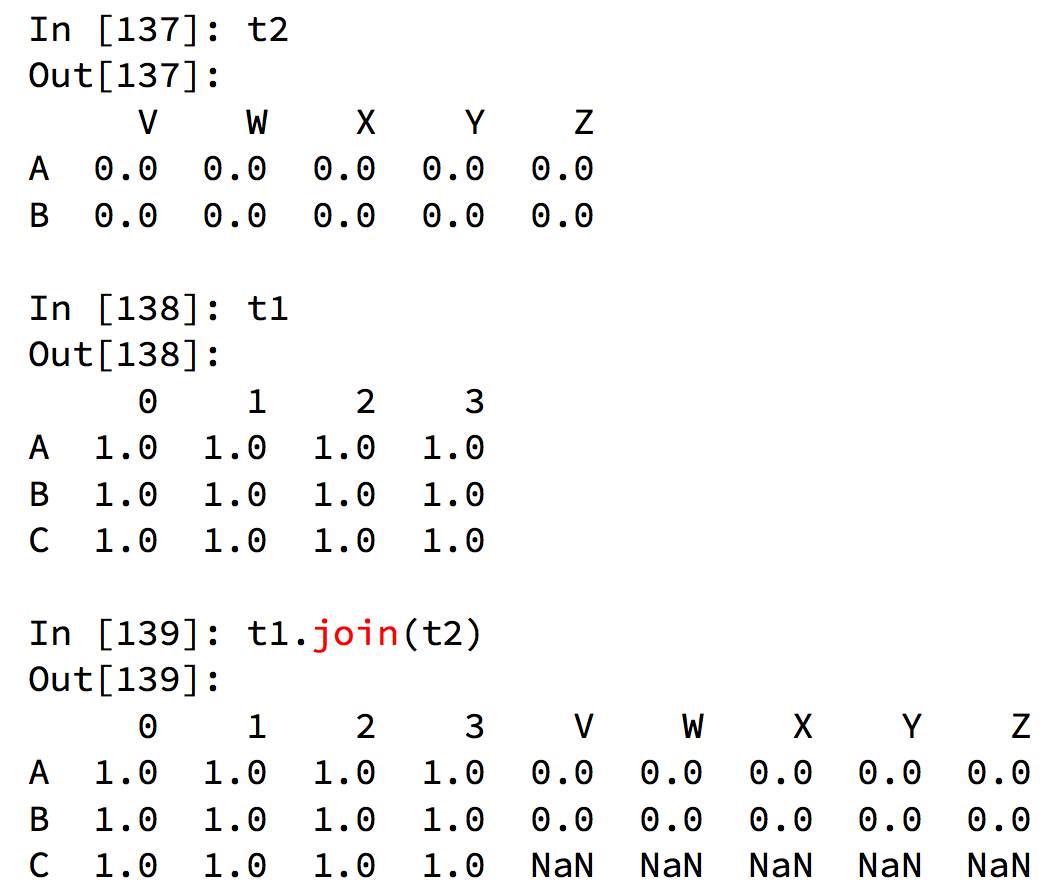 In [137]: t2
Out[137]:
     V    W    X    Y    Z
A  0.0  0.0  0.0  0.0  0.0
B  0.0  0.0  0.0  0.0  0.0

In [138]: t1
Out[138]:
     0    1    2    3
A  1.0  1.0  1.0  1.0
B  1.0  1.0  1.0  1.0
C  1.0  1.0  1.0  1.0

In [139]: t1.join(t2)
Out[139]:
     0    1    2    3    V    W    X    Y    Z
A  1.0  1.0  1.0  1.0  0.0  0.0  0.0  0.0  0.0
B  1.0  1.0  1.0  1.0  0.0  0.0  0.0  0.0  0.0
C  1.0  1.0  1.0  1.0  NaN  NaN  NaN  NaN  NaN